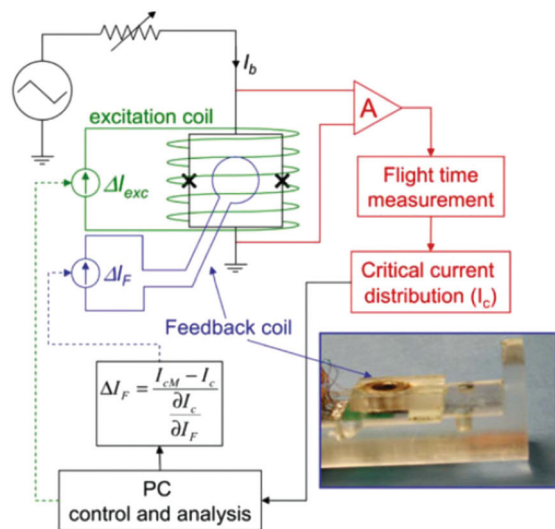 I_b
excitation coil
A
ΔI_exc
Flight time
measurement
ΔI_F
Critical current
distribution (I_c)
Feedback coil
ΔI_F = (I_cM − I_c) / (∂I_c / ∂I_F)
PC
control and analysis